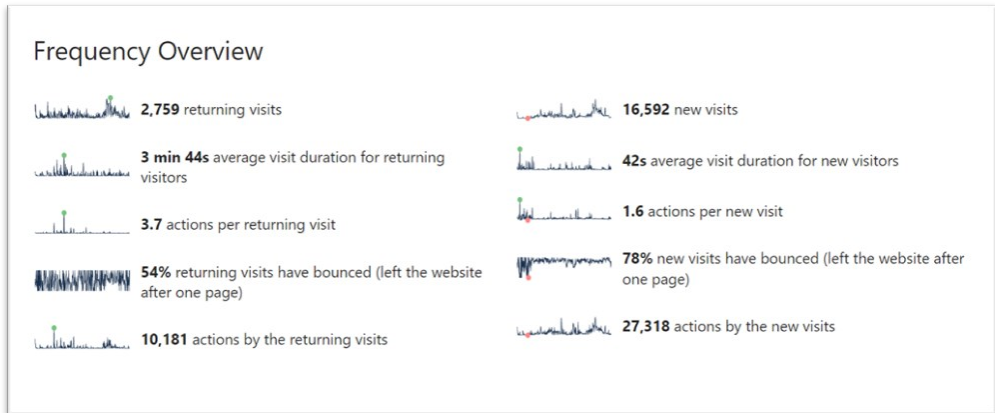 Frequency Overview
2,759 returning visits
3 min 44s average visit duration for returning
visitors
3.7 actions per returning visit
54% returning visits have bounced (left the website
after one page)
10,181 actions by the returning visits
16,592 new visits
42s average visit duration for new visitors
1.6 actions per new visit
78% new visits have bounced (left the website after
one page)
27,318 actions by the new visits